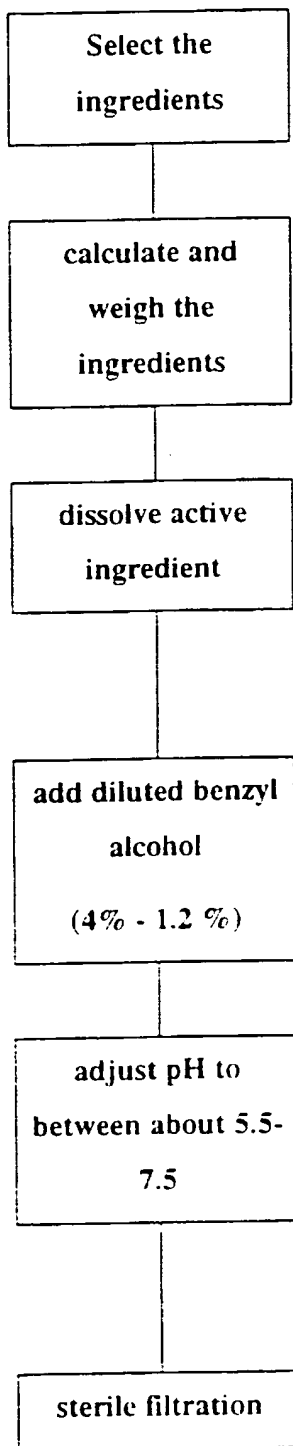 Select the
ingredients
calculate and
weigh the
ingredients
dissolve active
ingredient
add diluted benzyl
alcohol
(4% - 1.2 %)
adjust pH to
between about 5.5-
7.5
sterile filtration